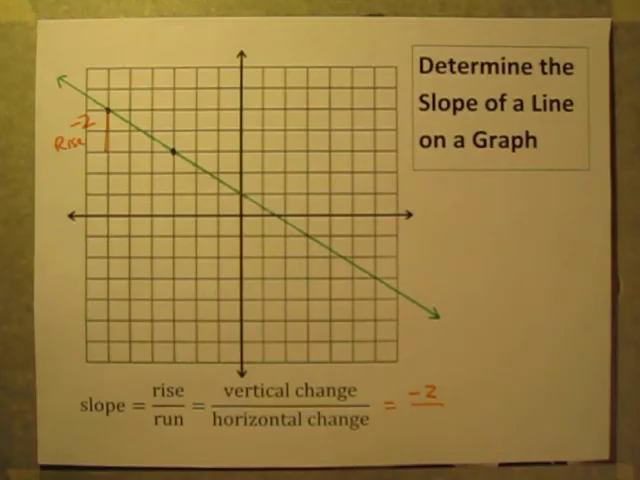 Determine the
Slope of a Line
on a Graph
-2
Rise
slope = rise/run = vertical change/horizontal change = -2/